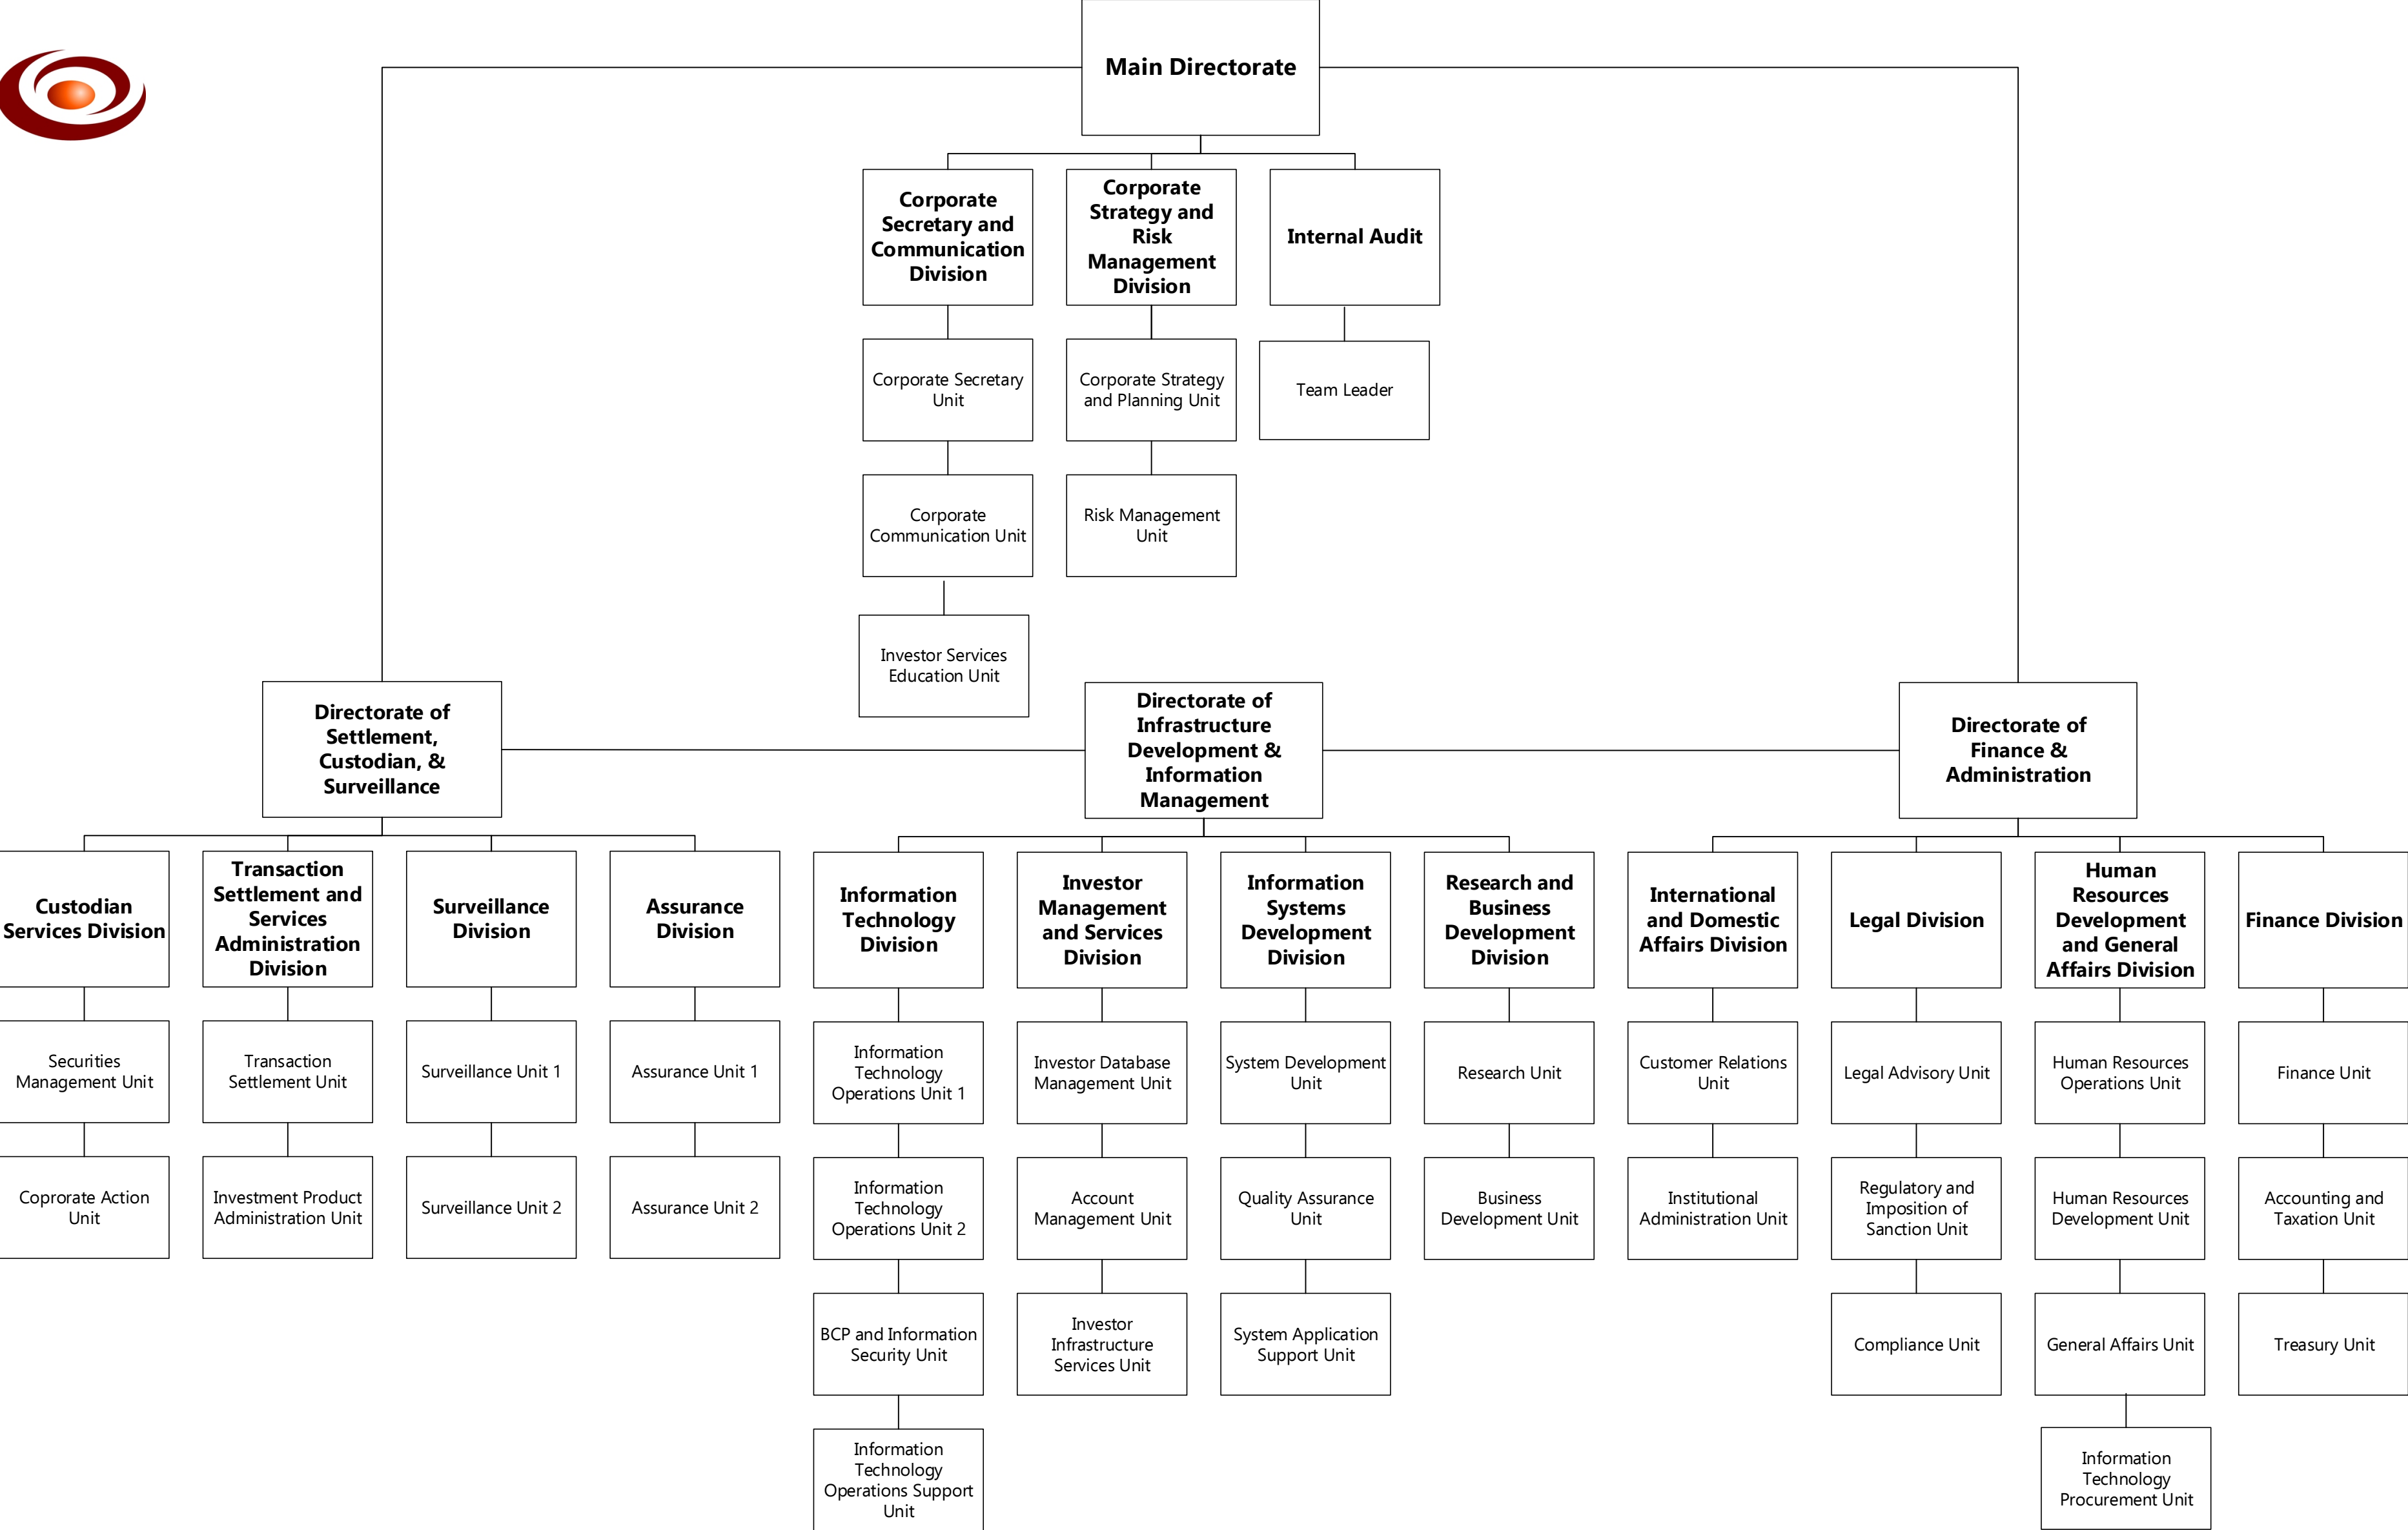 Main Directorate
Corporate
Secretary and
Communication
Division
Corporate
Strategy and
Risk
Management
Division
Internal Audit
Corporate Secretary
Unit
Corporate Strategy
and Planning Unit
Team Leader
Corporate
Communication Unit
Risk Management
Unit
Investor Services
Education Unit
Directorate of
Settlement,
Custodian, &
Surveillance
Directorate of
Infrastructure
Development &
Information
Management
Directorate of
Finance &
Administration
Custodian
Services Division
Transaction
Settlement and
Services
Administration
Division
Surveillance
Division
Assurance
Division
Information
Technology
Division
Investor
Management
and Services
Division
Information
Systems
Development
Division
Research and
Business
Development
Division
International
and Domestic
Affairs Division
Legal Division
Human
Resources
Development
and General
Affairs Division
Finance Division
Securities
Management Unit
Transaction
Settlement Unit
Surveillance Unit 1
Assurance Unit 1
Information
Technology
Operations Unit 1
Investor Database
Management Unit
System Development
Unit
Research Unit
Customer Relations
Unit
Legal Advisory Unit
Human Resources
Operations Unit
Finance Unit
Coprorate Action
Unit
Investment Product
Administration Unit
Surveillance Unit 2
Assurance Unit 2
Information
Technology
Operations Unit 2
Account
Management Unit
Quality Assurance
Unit
Business
Development Unit
Institutional
Administration Unit
Regulatory and
Imposition of
Sanction Unit
Human Resources
Development Unit
Accounting and
Taxation Unit
BCP and Information
Security Unit
Investor
Infrastructure
Services Unit
System Application
Support Unit
Compliance Unit
General Affairs Unit
Treasury Unit
Information
Technology
Operations Support
Unit
Information
Technology
Procurement Unit